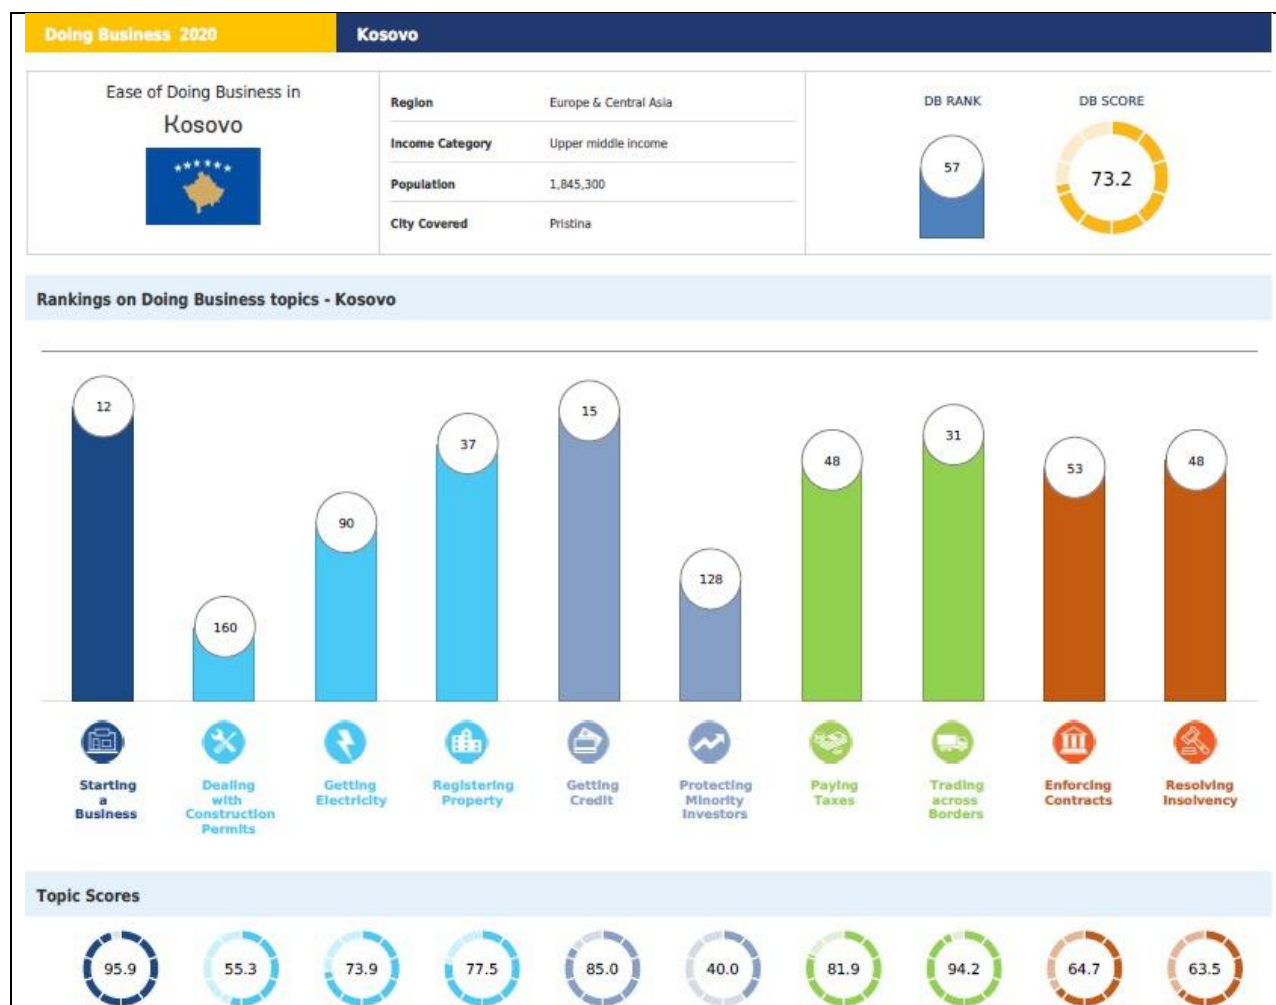 Doing Business 2020
Kosovo
Ease of Doing Business in
Kosovo
Region Europe & Central Asia
Income Category Upper middle income
Population 1,845,300
City Covered Pristina
DB RANK DB SCORE
57
73.2
Rankings on Doing Business topics - Kosovo
12
160
90
37
15
128
48
31
53
48
Starting
a
Business
Dealing
with
Construction
Permits
Getting
Electricity
Registering
Property
Getting
Credit
Protecting
Minority
Investors
Paying
Taxes
Trading
across
Borders
Enforcing
Contracts
Resolving
Insolvency
Topic Scores
95.9
55.3
73.9
77.5
85.0
40.0
81.9
94.2
64.7
63.5